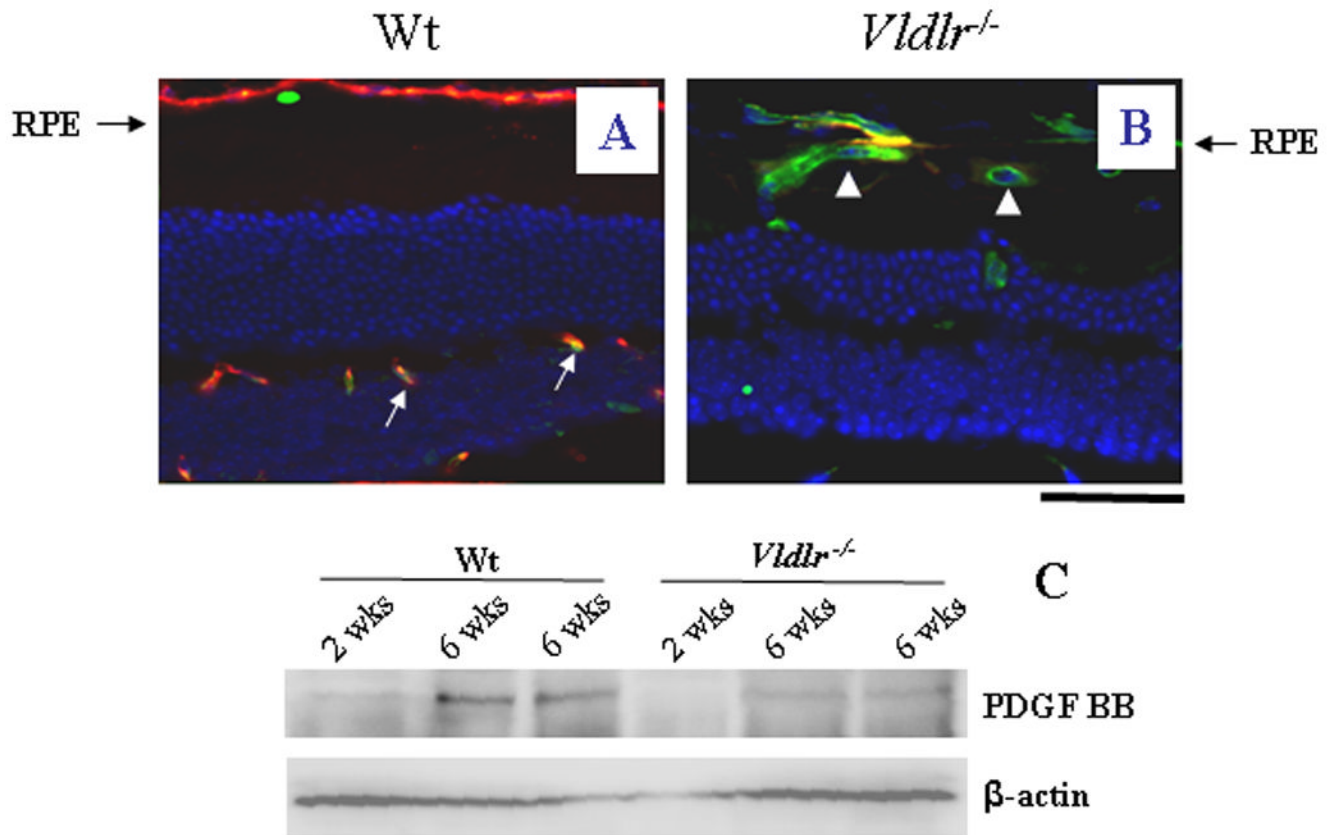 Wt Vldlr-/-
RPE
A
B
RPE
Wt Vldlr-/-
C
2 wks 6 wks 6 wks 2 wks 6 wks 6 wks
PDGF BB
β-actin